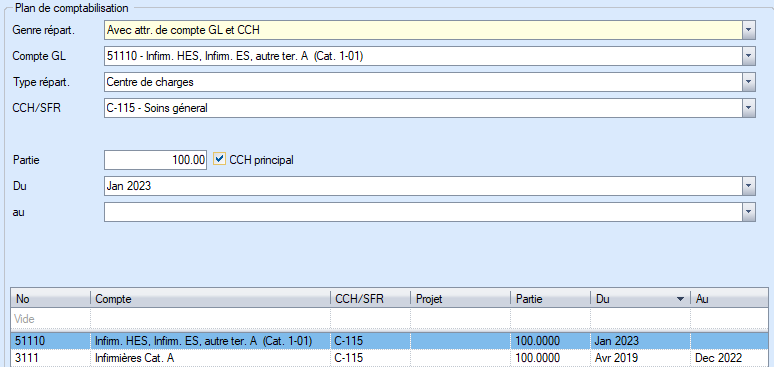 Plan de comptabilisation
Genre répart. Avec attr. de compte GL et CCH
Compte GL 51110 - Infirm. HES, Infirm. ES, autre ter. A (Cat. 1-01)
Type répart. Centre de charges
CCH/SFR C-115 - Soins géneral
Partie 100.00 CCH principal
Du Jan 2023
au
No Compte CCH/SFR Projet Partie Du Au
Vide
51110 Infirm. HES, Infirm. ES, autre ter. A (Cat. 1-01) C-115 100.0000 Jan 2023
3111 Infirmières Cat. A C-115 100.0000 Avr 2019 Dec 2022